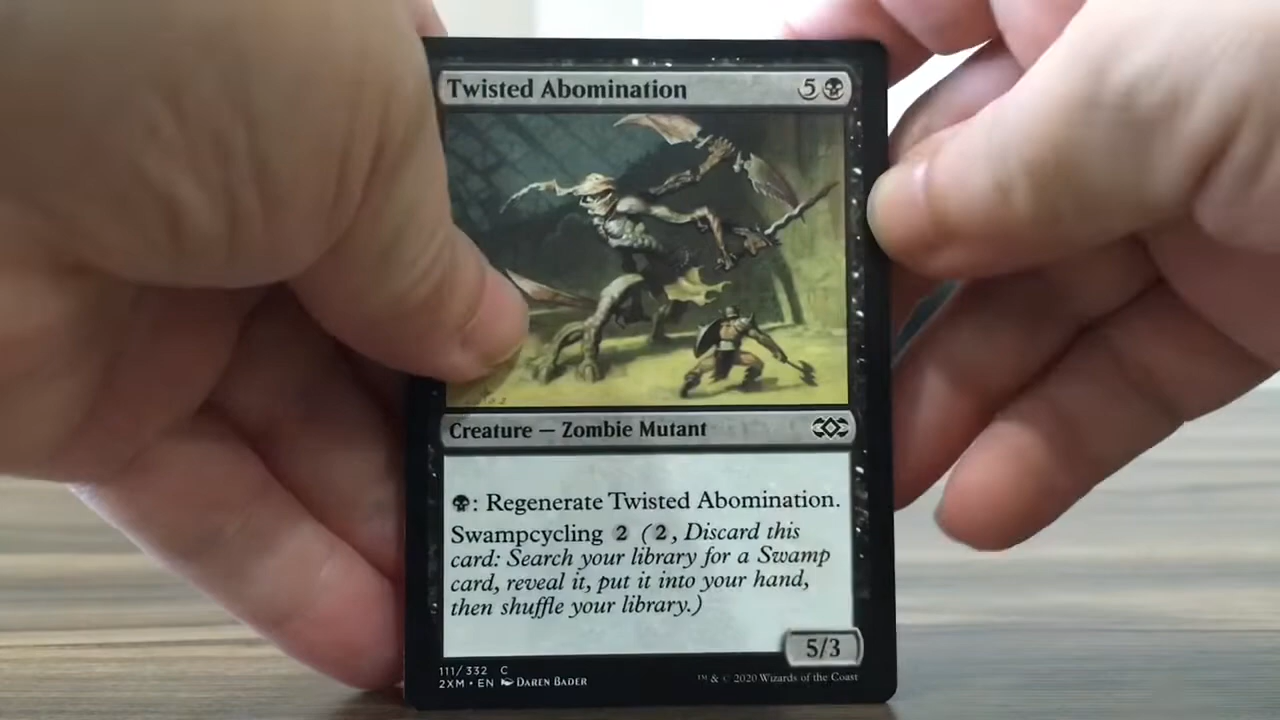 Twisted Abomination 5
Creature — Zombie Mutant
: Regenerate Twisted Abomination.
Swampcycling 2 (2, Discard this
card: Search your library for a Swamp
card, reveal it, put it into your hand,
then shuffle your library.)
5/3
111/332 C
2XM • EN DAREN BADER
™ & © 2020 Wizards of the Coast